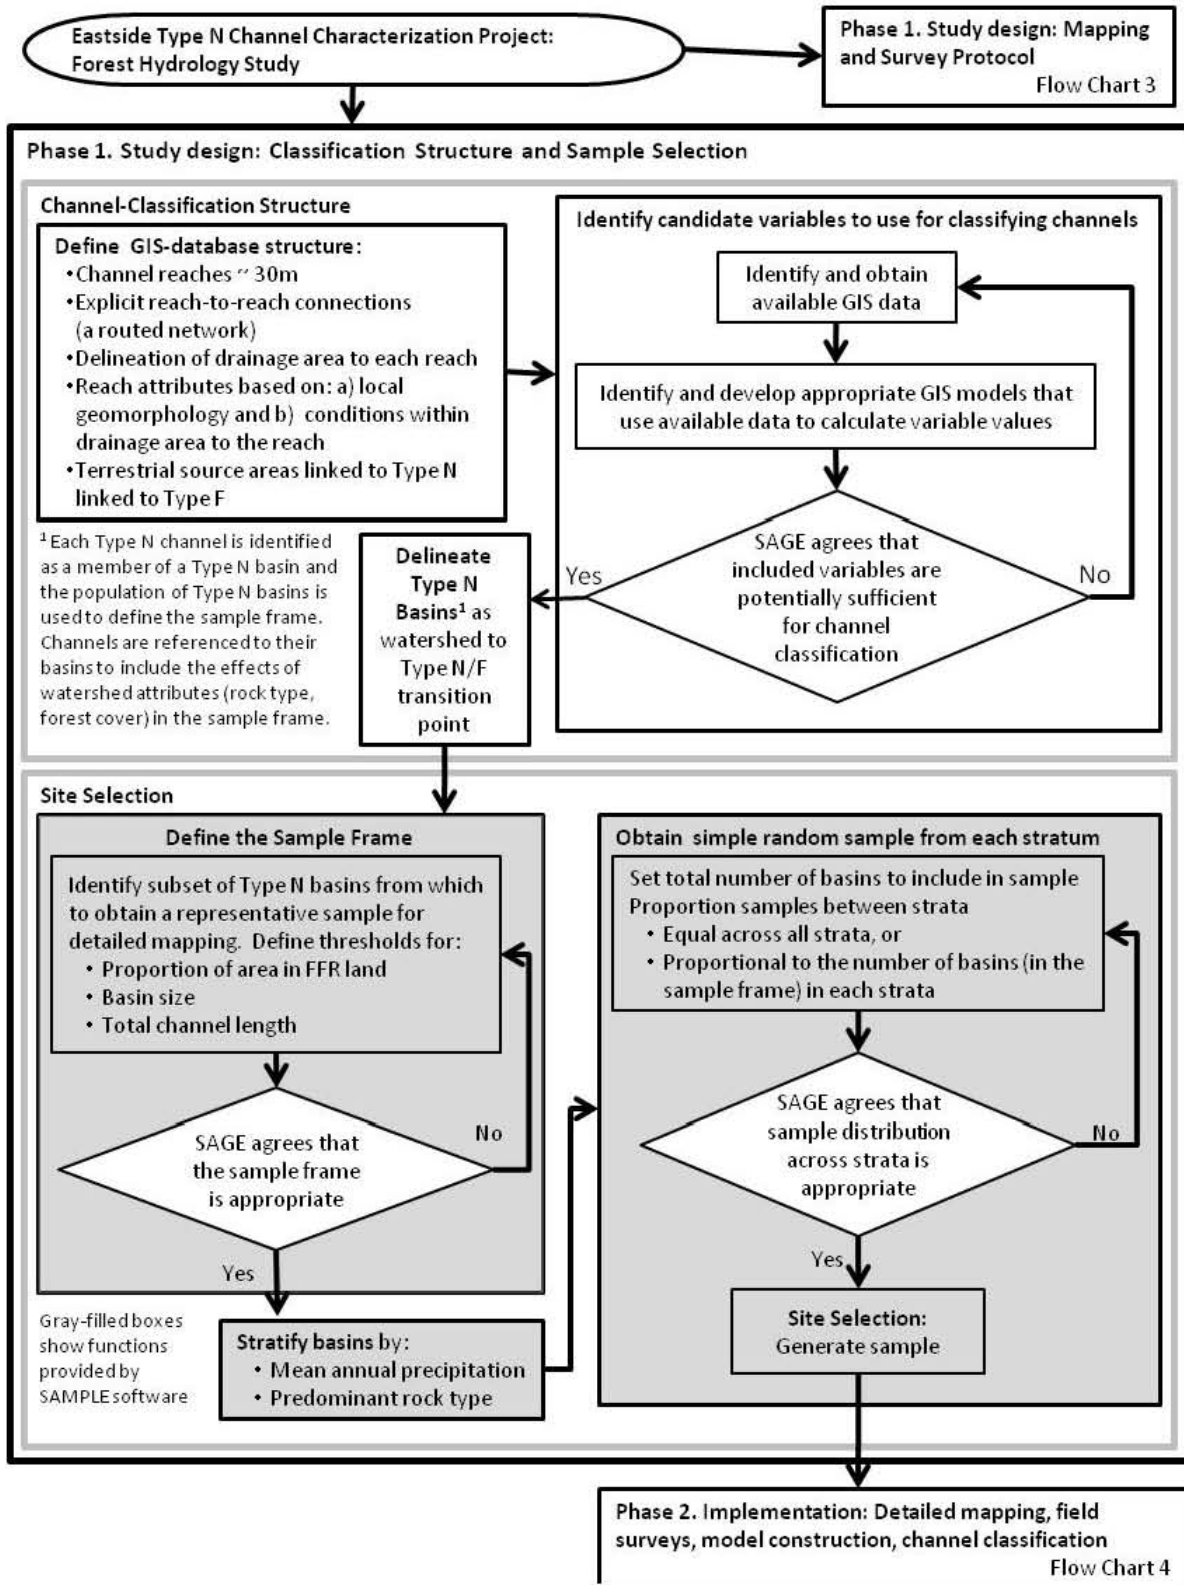 Eastside Type N Channel Characterization Project:
Forest Hydrology Study
Phase 1. Study design: Mapping
and Survey Protocol
Flow Chart 3
Phase 1. Study design: Classification Structure and Sample Selection
Channel-Classification Structure
Define GIS-database structure:
•Channel reaches ~ 30m
•Explicit reach-to-reach connections
(a routed network)
•Delineation of drainage area to each reach
•Reach attributes based on: a) local
geomorphology and b) conditions within
drainage area to the reach
•Terrestrial source areas linked to Type N
linked to Type F
Identify candidate variables to use for classifying channels
Identify and obtain
available GIS data
Identify and develop appropriate GIS models that
use available data to calculate variable values
SAGE agrees that
included variables are
potentially sufficient
for channel
classification
Yes
No
¹ Each Type N channel is identified
as a member of a Type N basin and
the population of Type N basins is
used to define the sample frame.
Channels are referenced to their
basins to include the effects of
watershed attributes (rock type,
forest cover) in the sample frame.
Delineate
Type N
Basins¹ as
watershed to
Type N/F
transition
point
Site Selection
Define the Sample Frame
Identify subset of Type N basins from which
to obtain a representative sample for
detailed mapping. Define thresholds for:
• Proportion of area in FFR land
• Basin size
• Total channel length
SAGE agrees that
the sample frame
is appropriate
No
Yes
Gray-filled boxes
show functions
provided by
SAMPLE software
Stratify basins by:
• Mean annual precipitation
• Predominant rock type
Obtain simple random sample from each stratum
Set total number of basins to include in sample
Proportion samples between strata
• Equal across all strata, or
• Proportional to the number of basins (in the
sample frame) in each strata
SAGE agrees that
sample distribution
across strata is
appropriate
No
Yes
Site Selection:
Generate sample
Phase 2. Implementation: Detailed mapping, field
surveys, model construction, channel classification
Flow Chart 4